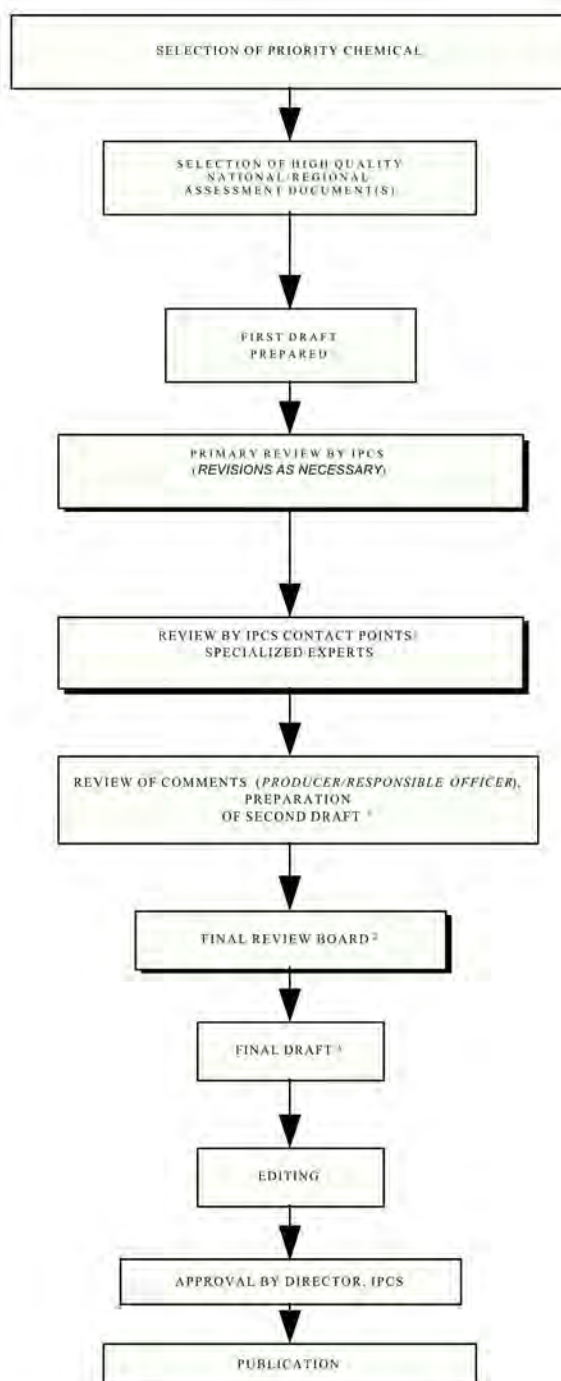 SELECTION OF PRIORITY CHEMICAL
SELECTION OF HIGH QUALITY
NATIONAL/REGIONAL
ASSESSMENT DOCUMENT(S)
FIRST DRAFT
PREPARED
PRIMARY REVIEW BY IPCS
(REVISIONS AS NECESSARY)
REVIEW BY IPCS CONTACT POINTS/
SPECIALIZED EXPERTS
REVIEW OF COMMENTS (PRODUCER/RESPONSIBLE OFFICER),
PREPARATION
OF SECOND DRAFT 1
FINAL REVIEW BOARD 2
FINAL DRAFT 3
EDITING
APPROVAL BY DIRECTOR, IPCS
PUBLICATION